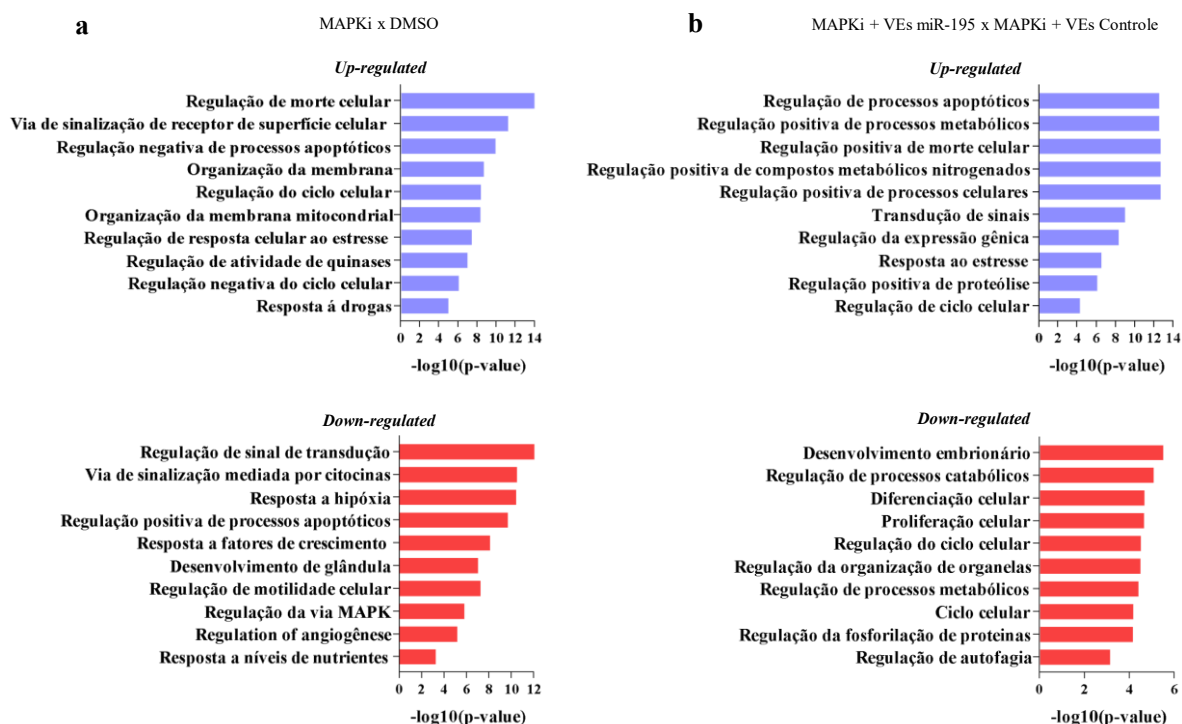 a
MAPKi x DMSO
Up-regulated
Regulação de morte celular
Via de sinalização de receptor de superfície celular
Regulação negativa de processos apoptóticos
Organização da membrana
Regulação do ciclo celular
Organização da membrana mitocondrial
Regulação de resposta celular ao estresse
Regulação de atividade de quinases
Regulação negativa do ciclo celular
Resposta á drogas
0 2 4 6 8 10 12 14
-log10(p-value)
Down-regulated
Regulação de sinal de transdução
Via de sinalização mediada por citocinas
Resposta a hipóxia
Regulação positiva de processos apoptóticos
Resposta a fatores de crescimento
Desenvolvimento de glândula
Regulação de motilidade celular
Regulação da via MAPK
Regulation of angiogênese
Resposta a níveis de nutrientes
0 2 4 6 8 10 12
-log10(p-value)
b
MAPKi + VEs miR-195 x MAPKi + VEs Controle
Up-regulated
Regulação de processos apoptóticos
Regulação positiva de processos metabólicos
Regulação positiva de morte celular
Regulação positiva de compostos metabólicos nitrogenados
Regulação positiva de processos celulares
Transdução de sinais
Regulação da expressão gênica
Resposta ao estresse
Regulação positiva de proteólise
Regulação de ciclo celular
0 2 4 6 8 10 12 14
-log10(p-value)
Down-regulated
Desenvolvimento embrionário
Regulação de processos catabólicos
Diferenciação celular
Proliferação celular
Regulação do ciclo celular
Regulação da organização de organelas
Regulação de processos metabólicos
Ciclo celular
Regulação da fosforilação de proteinas
Regulação de autofagia
0 2 4 6
-log10(p-value)